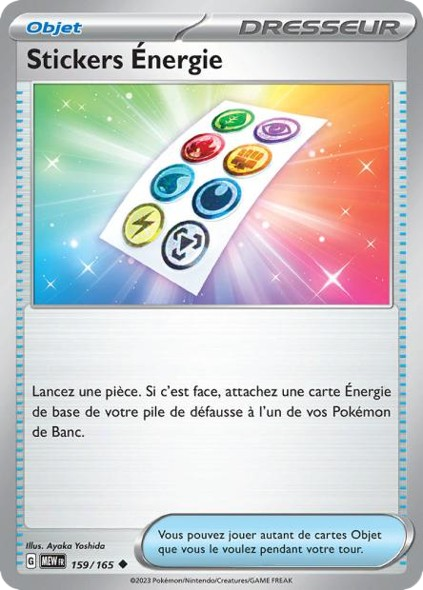 Objet
DRESSEUR
Stickers Énergie
Lancez une pièce. Si c'est face, attachez une carte Énergie
de base de votre pile de défausse à l'un de vos Pokémon
de Banc.
Illus. Ayaka Yoshida
Vous pouvez jouer autant de cartes Objet
que vous le voulez pendant votre tour.
G MEW FR 159/165
©2023 Pokémon/Nintendo/Creatures/GAME FREAK